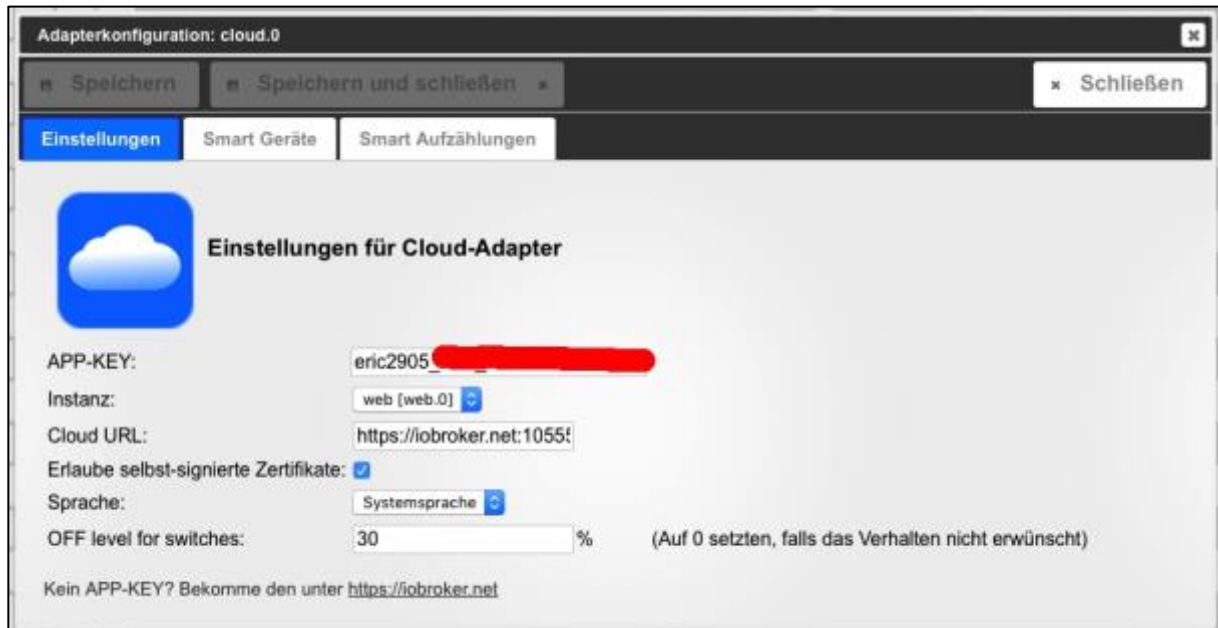 Adapterkonfiguration: cloud.0
Speichern Speichern und schließen Schließen
Einstellungen Smart Geräte Smart Aufzählungen
Einstellungen für Cloud-Adapter
APP-KEY: eric2905_
Instanz: web [web.0]
Cloud URL: https://iobroker.net:10555
Erlaube selbst-signierte Zertifikate:
Sprache: Systemsprache
OFF level for switches: 30 % (Auf 0 setzten, falls das Verhalten nicht erwünscht)
Kein APP-KEY? Bekomme den unter https://iobroker.net